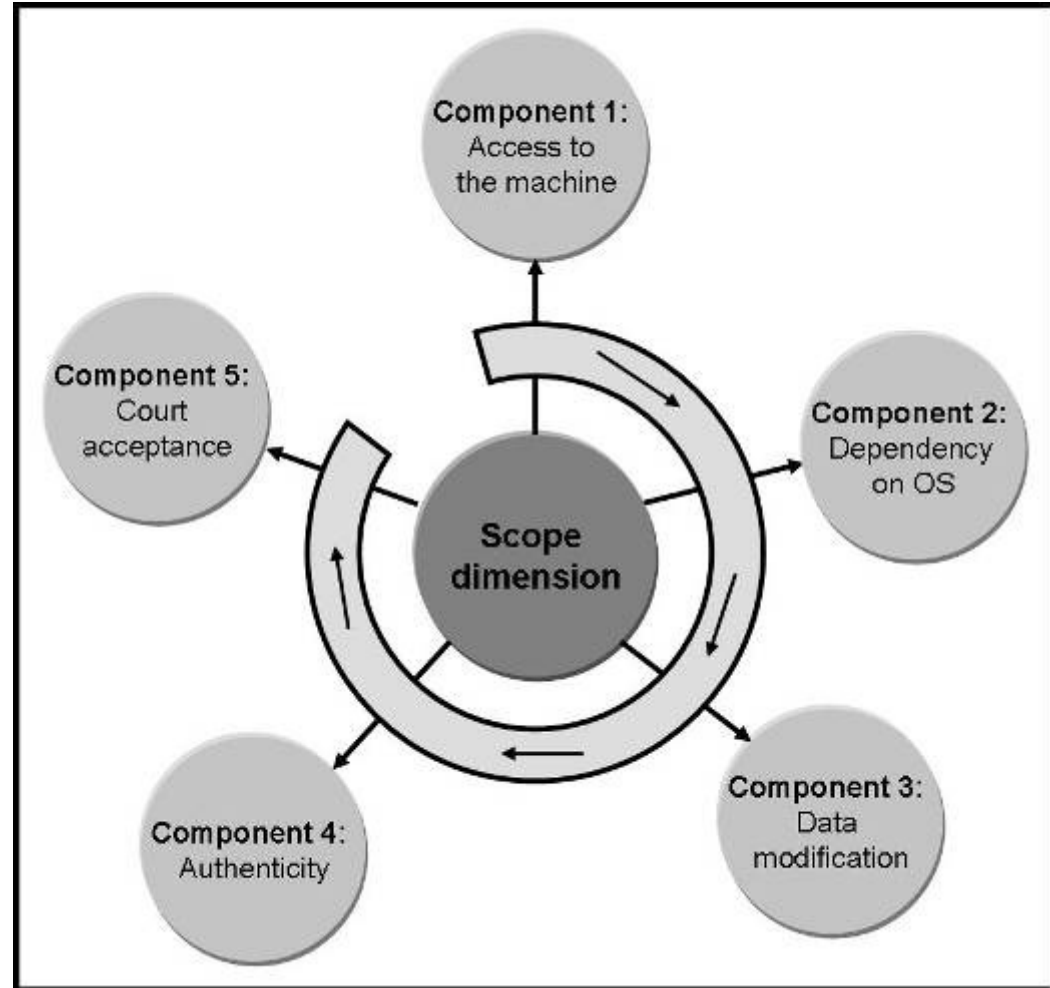 Component 1:
Access to
the machine
Component 2:
Dependency
on OS
Component 3:
Data
modification
Component 4:
Authenticity
Component 5:
Court
acceptance
Scope
dimension